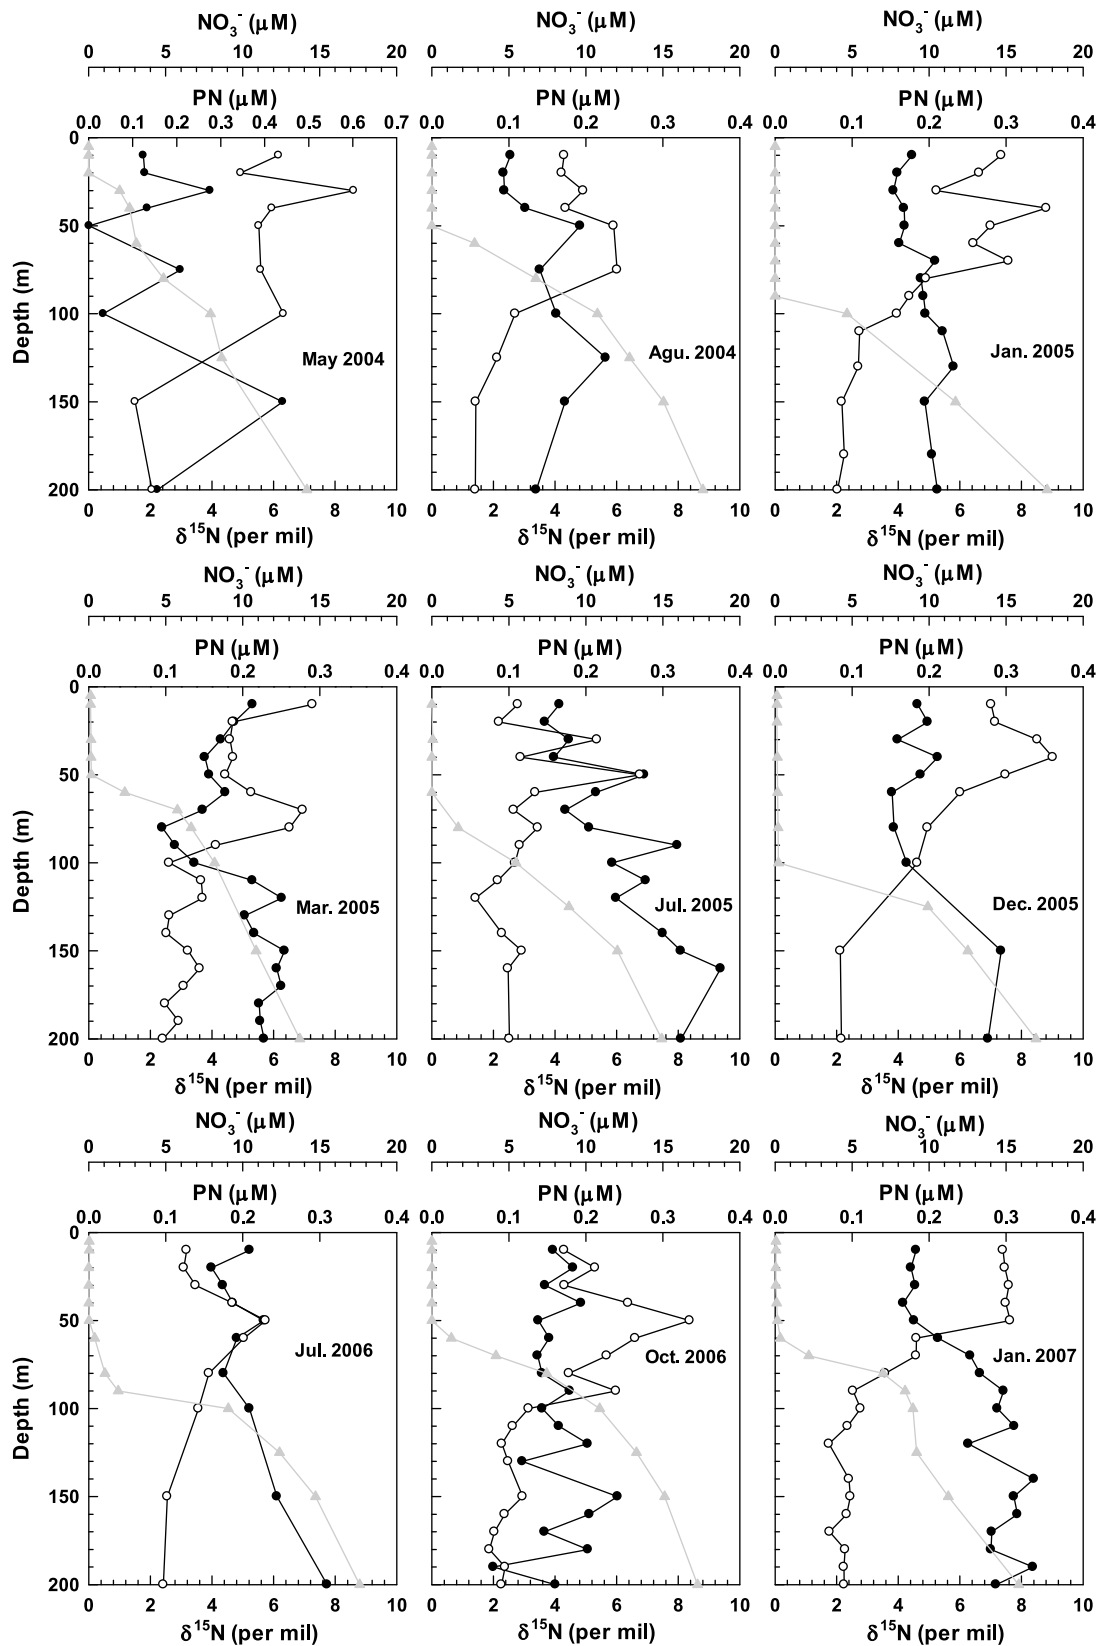 NO₃⁻ (μM) NO₃⁻ (μM) NO₃⁻ (μM)
0 5 10 15 20 0 5 10 15 20 0 5 10 15 20
PN (μM) PN (μM) PN (μM)
0.0 0.1 0.2 0.3 0.4 0.5 0.6 0.7 0.0 0.1 0.2 0.3 0.4 0.0 0.1 0.2 0.3 0.4
0
50
100
150
200
Depth (m)
May 2004 Agu. 2004 Jan. 2005
0 2 4 6 8 10 0 2 4 6 8 10 0 2 4 6 8 10
δ¹⁵N (per mil) δ¹⁵N (per mil) δ¹⁵N (per mil)
NO₃⁻ (μM) NO₃⁻ (μM) NO₃⁻ (μM)
0 5 10 15 20 0 5 10 15 20 0 5 10 15 20
PN (μM) PN (μM) PN (μM)
0.0 0.1 0.2 0.3 0.4 0.0 0.1 0.2 0.3 0.4 0.0 0.1 0.2 0.3 0.4
0
50
100
150
200
Depth (m)
Mar. 2005 Jul. 2005 Dec. 2005
0 2 4 6 8 10 0 2 4 6 8 10 0 2 4 6 8 10
δ¹⁵N (per mil) δ¹⁵N (per mil) δ¹⁵N (per mil)
NO₃⁻ (μM) NO₃⁻ (μM) NO₃⁻ (μM)
0 5 10 15 20 0 5 10 15 20 0 5 10 15 20
PN (μM) PN (μM) PN (μM)
0.0 0.1 0.2 0.3 0.4 0.0 0.1 0.2 0.3 0.4 0.0 0.1 0.2 0.3 0.4
0
50
100
150
200
Depth (m)
Jul. 2006 Oct. 2006 Jan. 2007
0 2 4 6 8 10 0 2 4 6 8 10 0 2 4 6 8 10
δ¹⁵N (per mil) δ¹⁵N (per mil) δ¹⁵N (per mil)